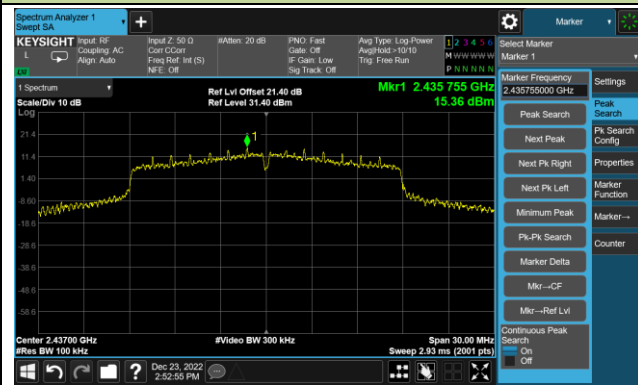 Spectrum Analyzer 1
Swept SA
Marker
KEYSIGHT
L
Input: RF
Coupling: AC
Align: Auto
Input Z: 50 Ω
Corr CCorr
Freq Ref: Int (S)
NFE: Off
#Atten: 20 dB
PNO: Fast
Gate: Off
IF Gain: Low
Sig Track: Off
Avg Type: Log-Power
Avg|Hold:>10/10
Trig: Free Run
1 2 3 4 5 6
M W W W W W
P N N N N N
Select Marker
Marker 1
1 Spectrum
Scale/Div 10 dB
Log
Ref Lvl Offset 21.40 dB
Ref Level 31.40 dBm
Mkr1 2.435 755 GHz
15.36 dBm
Marker Frequency
2.435755000 GHz
Settings
Peak Search
Peak
Search
Next Peak
Pk Search
Config
Next Pk Right
Properties
Next Pk Left
Marker
Function
Minimum Peak
Marker→
Pk-Pk Search
Counter
Marker Delta
Mkr→CF
Mkr→Ref Lvl
Continuous Peak
Search
On
Off
21.4
11.4
1.40
-8.60
-18.6
-28.6
-38.6
-48.6
-58.6
1
Center 2.43700 GHz
#Video BW 300 kHz
Span 30.00 MHz
#Res BW 100 kHz
Sweep 2.93 ms (2001 pts)
Dec 23, 2022
2:52:55 PM